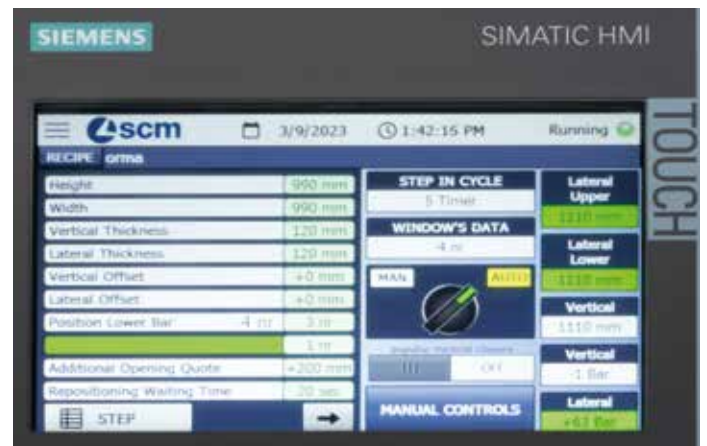 SIEMENS
SIMATIC HMI
TOUCH
scm
3/9/2023
1:42:15 PM
Running
RECIPE orma
Height 990 mm
Width 990 mm
Vertical Thickness 120 mm
Lateral Thickness 120 mm
Vertical Offset +0 mm
Lateral Offset +0 mm
Position Lower Bar 4 nr 3 nr
1 nr
Additional Opening Quote +200 mm
Repositioning Waiting Time 20 sec
STEP
STEP IN CYCLE
5 Timer
WINDOW'S DATA
4 nr
MAN
AUTO
OFF
MANUAL CONTROLS
Lateral
Upper
1210 mm
Lateral
Lower
1210 mm
Vertical
1110 mm
Vertical
-1 Bar
Lateral
+63 Bar